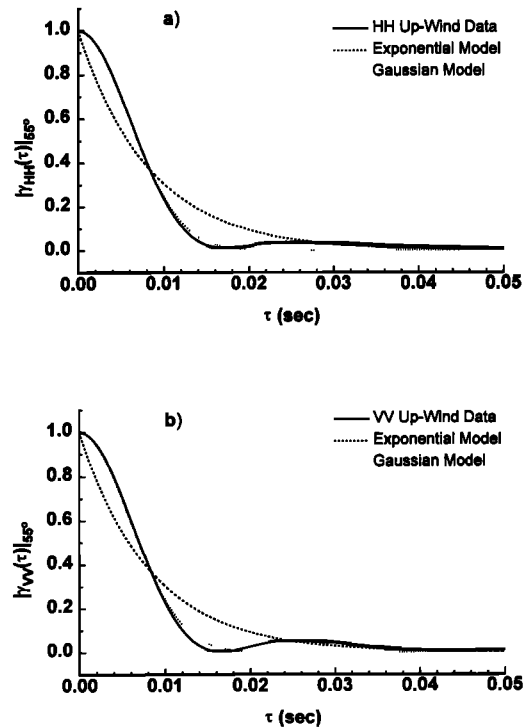 a)
HH Up-Wind Data
Exponential Model
Gaussian Model
|γHH(τ)|55°
1.0
0.8
0.6
0.4
0.2
0.0
0.00 0.01 0.02 0.03 0.04 0.05
τ (sec)
b)
VV Up-Wind Data
Exponential Model
Gaussian Model
|γVV(τ)|55°
1.0
0.8
0.6
0.4
0.2
0.0
0.00 0.01 0.02 0.03 0.04 0.05
τ (sec)